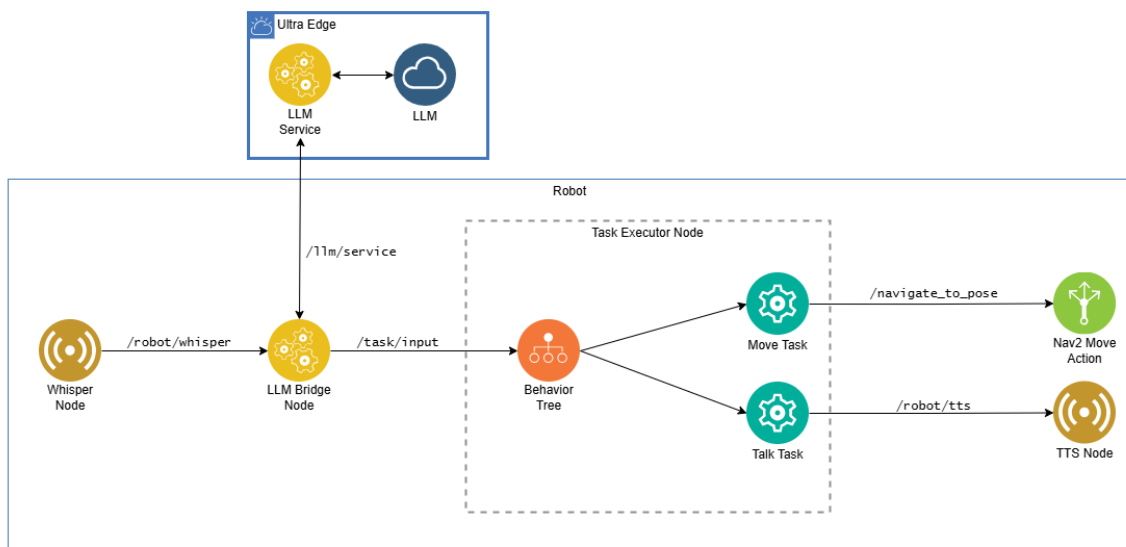 Ultra Edge
LLM
Service
LLM
Robot
/llm/service
Task Executor Node
/robot/whisper
/task/input
/navigate_to_pose
Whisper
Node
LLM Bridge
Node
Behavior
Tree
Move Task
Nav2 Move
Action
/robot/tts
Talk Task
TTS Node